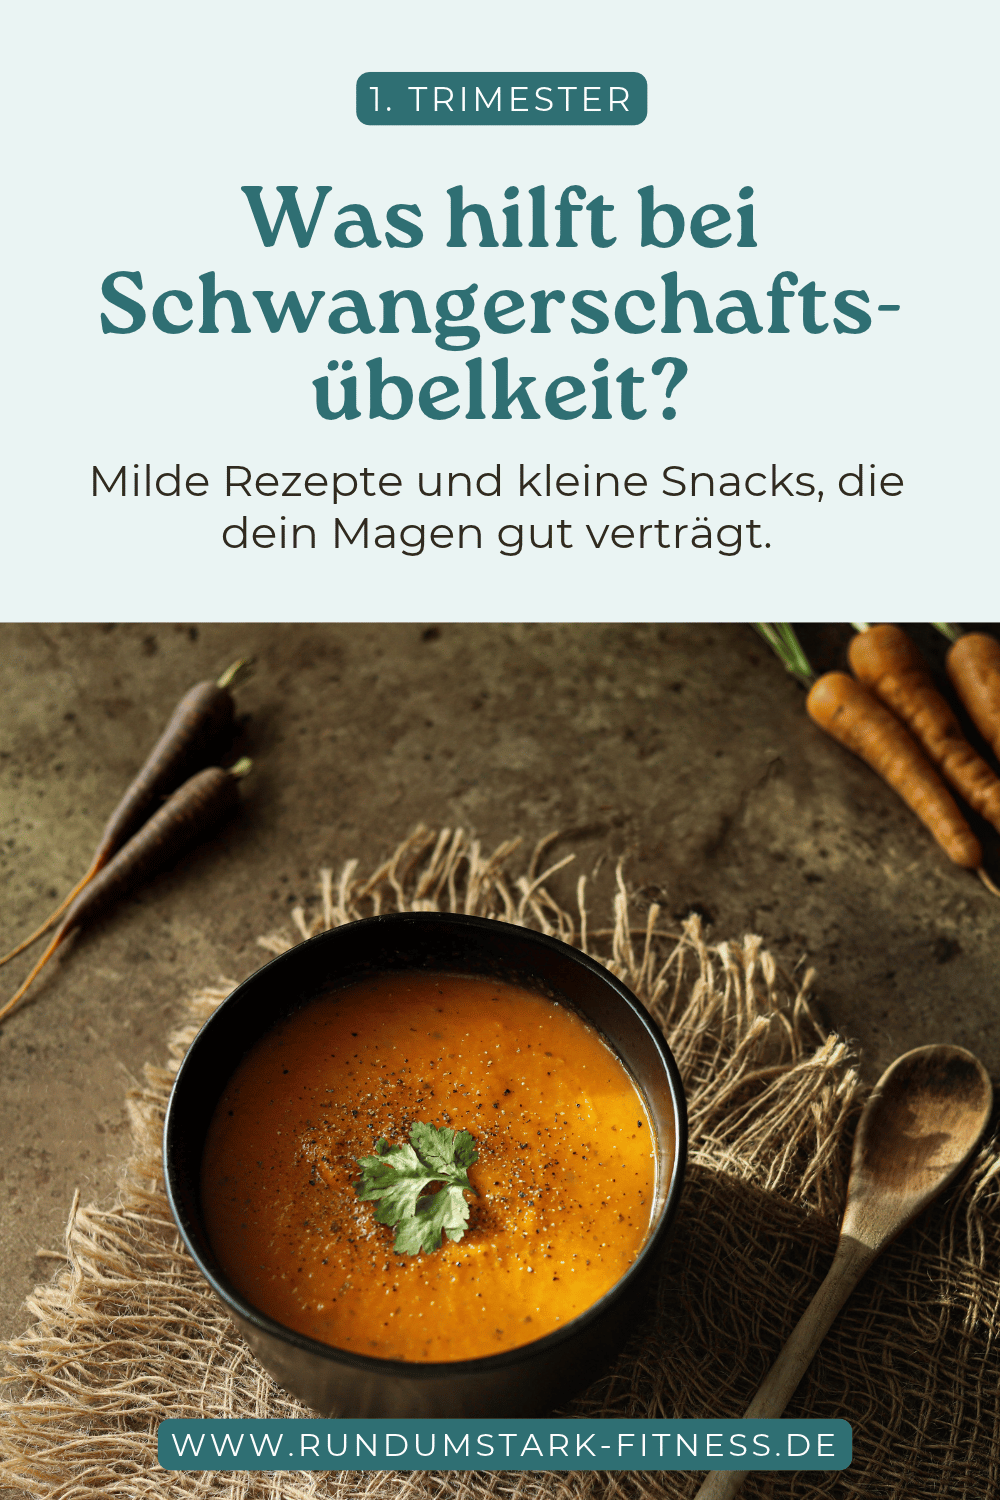 1. TRIMESTER
Was hilft bei
Schwangerschafts-
übelkeit?
Milde Rezepte und kleine Snacks, die
dein Magen gut verträgt.
WWW.RUNDUMSTARK-FITNESS.DE